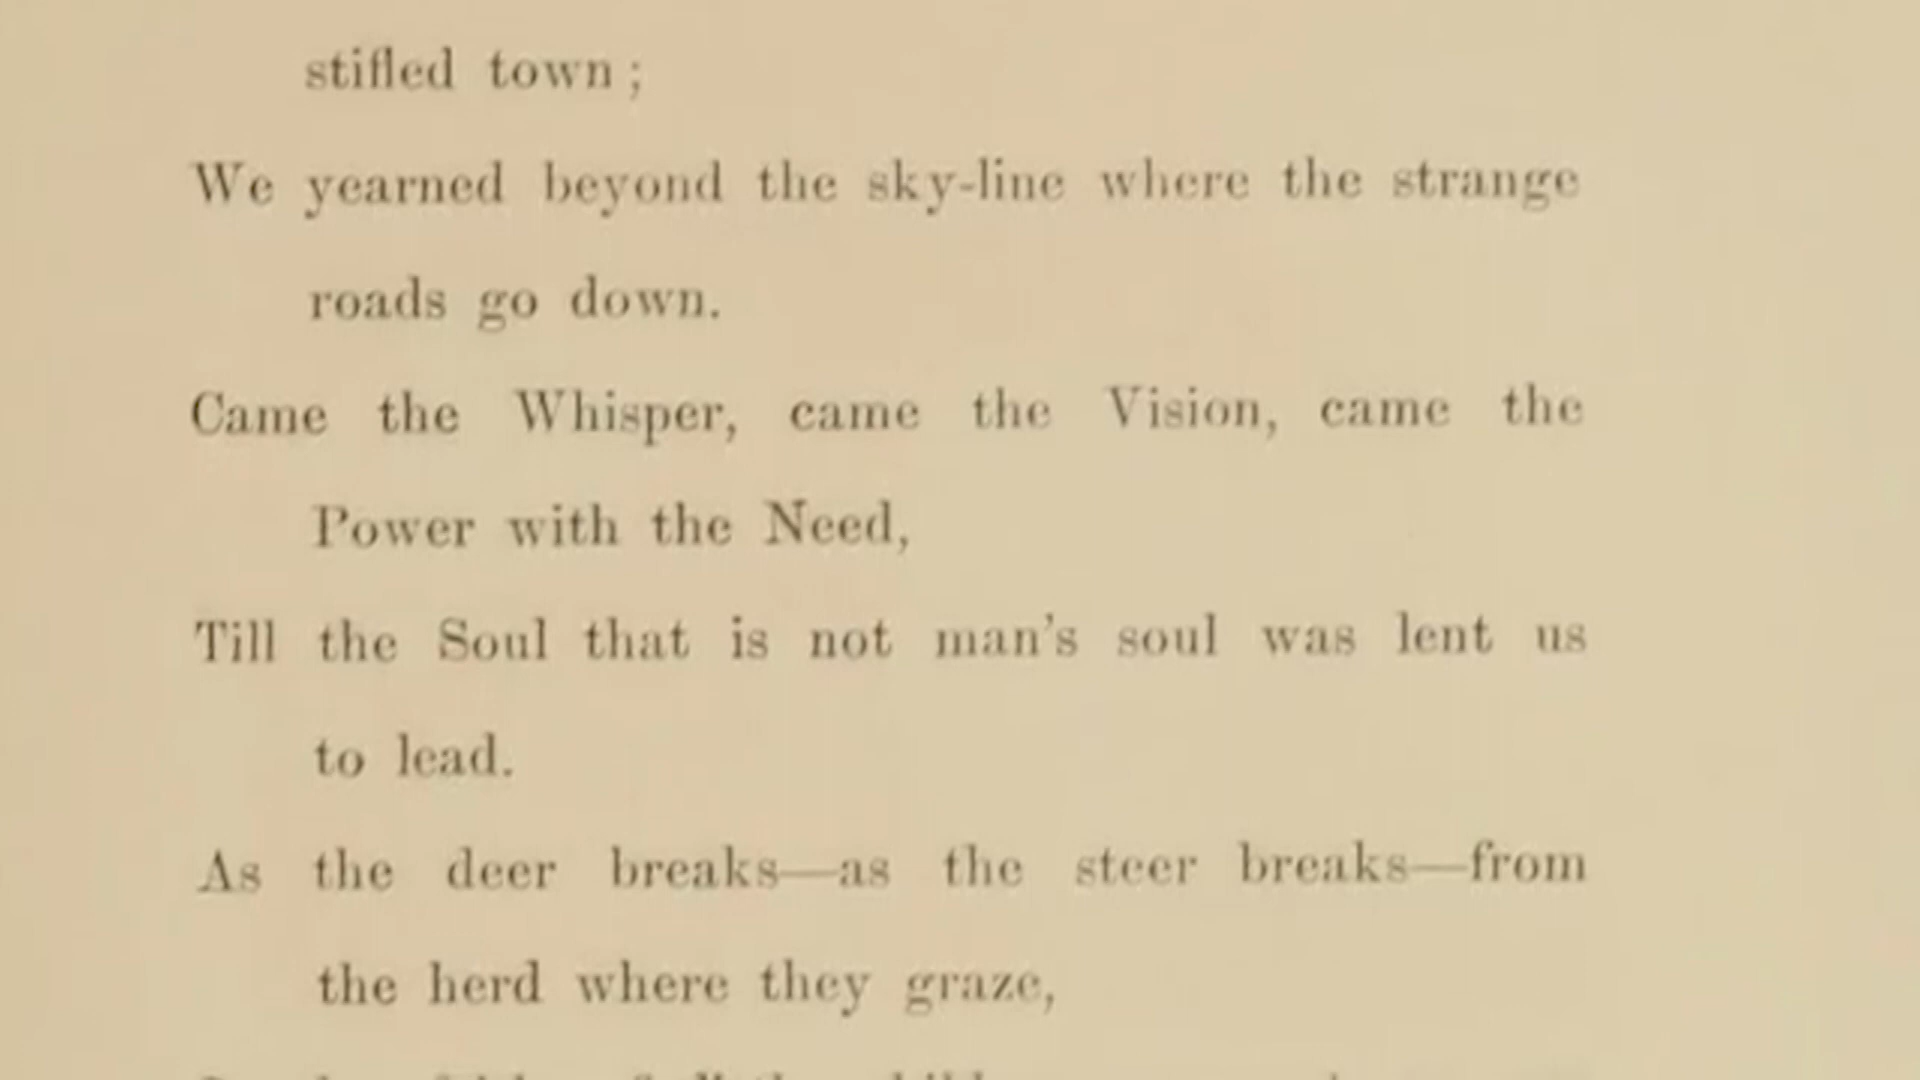 stifled town ;
We yearned beyond the sky-line where the strange
roads go down.
Came the Whisper, came the Vision, came the
Power with the Need,
Till the Soul that is not man's soul was lent us
to lead.
As the deer breaks—as the steer breaks—from
the herd where they graze,